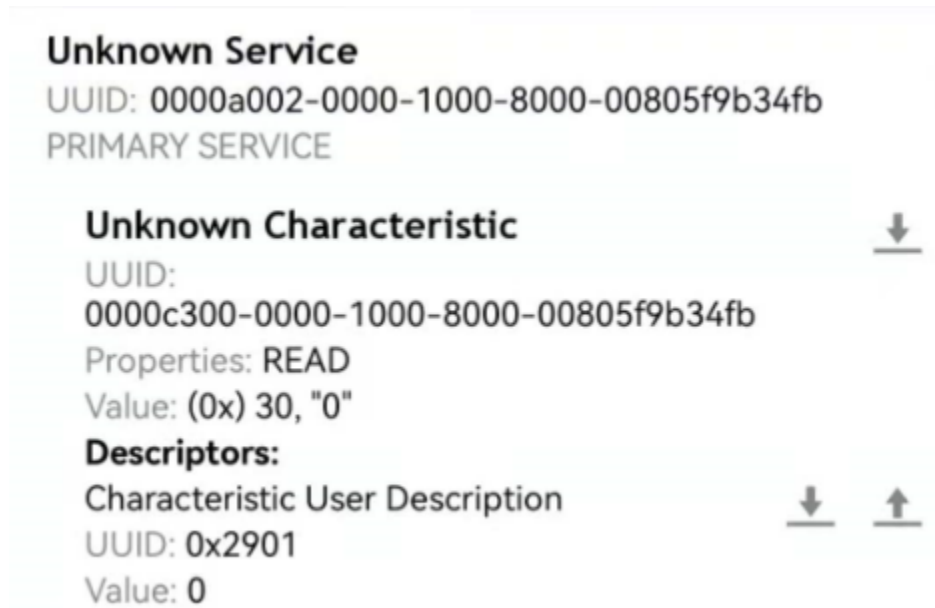 Unknown Service
UUID: 0000a002-0000-1000-8000-00805f9b34fb
PRIMARY SERVICE
Unknown Characteristic
UUID:
0000c300-0000-1000-8000-00805f9b34fb
Properties: READ
Value: (0x) 30, "0"
Descriptors:
Characteristic User Description
UUID: 0x2901
Value: 0